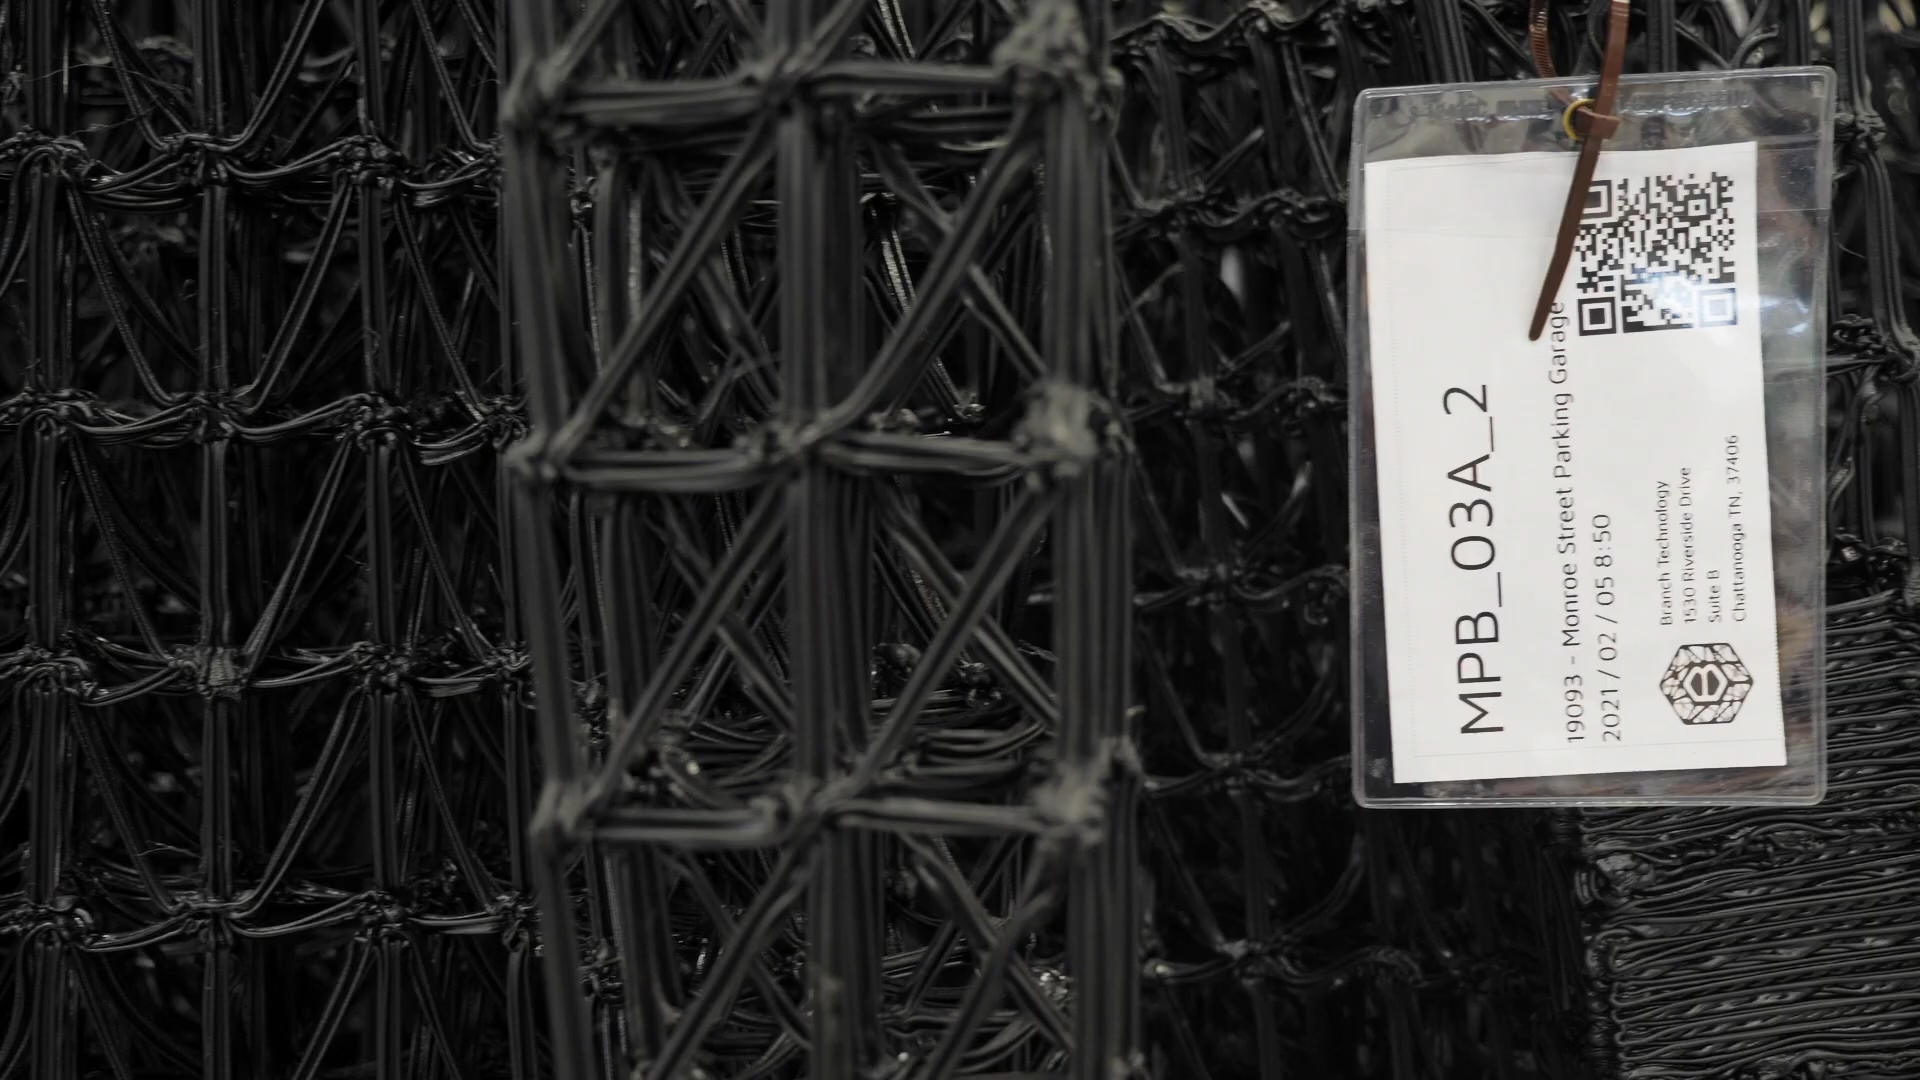 MPB_03A_2
19093 - Monroe Street Parking Garage
2021 / 02 / 05 8:50
Branch Technology
1530 Riverside Drive
Suite B
Chattanooga TN, 37406